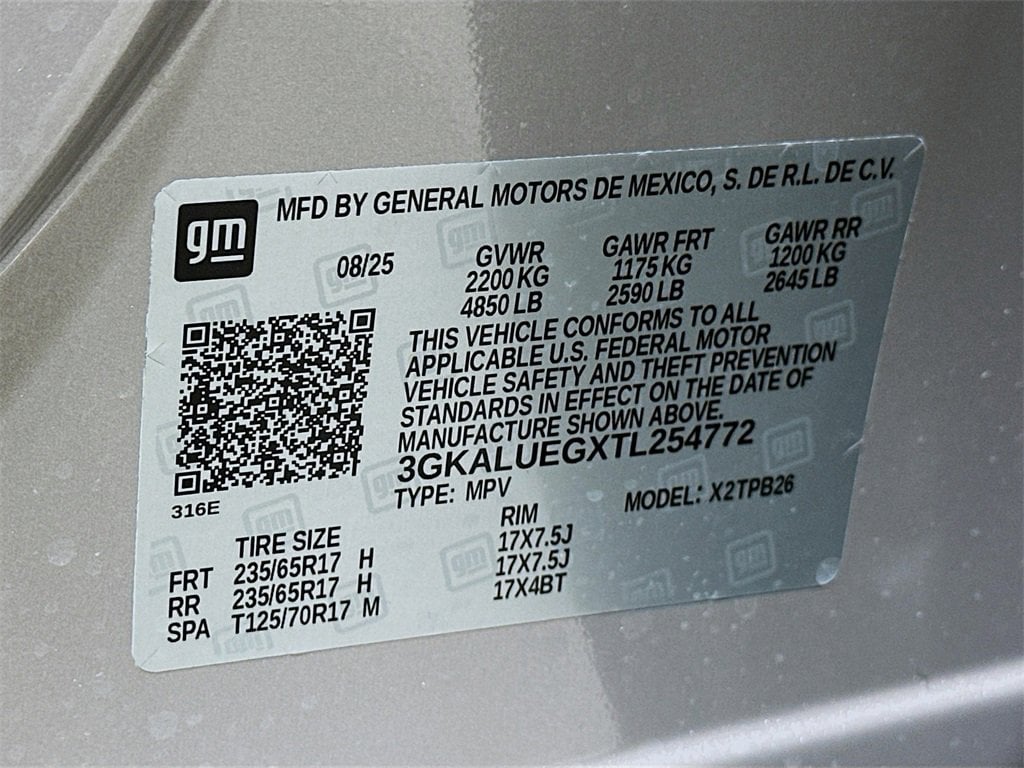 gm
MFD BY GENERAL MOTORS DE MEXICO, S. DE R.L. DE C.V.
08/25 GVWR GAWR FRT GAWR RR
2200 KG 1175 KG 1200 KG
4850 LB 2590 LB 2645 LB
THIS VEHICLE CONFORMS TO ALL
APPLICABLE U.S. FEDERAL MOTOR
VEHICLE SAFETY AND THEFT PREVENTION
STANDARDS IN EFFECT ON THE DATE OF
MANUFACTURE SHOWN ABOVE.
3GKALUEGXTL254772
316E
TYPE: MPV MODEL: X2TPB26
TIRE SIZE RIM
FRT 235/65R17 H 17X7.5J
RR 235/65R17 H 17X7.5J
SPA T125/70R17 M 17X4BT